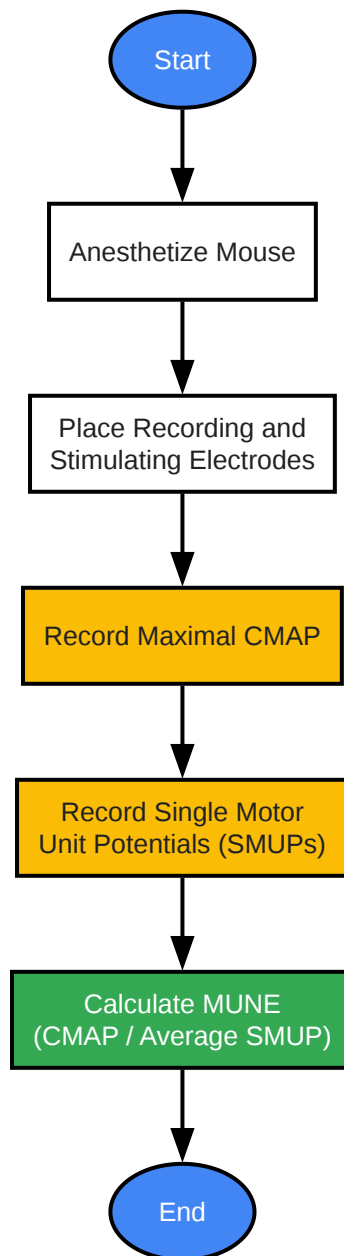 Start
Anesthetize Mouse
Place Recording and
Stimulating Electrodes
Record Maximal CMAP
Record Single Motor
Unit Potentials (SMUPs)
Calculate MUNE
(CMAP / Average SMUP)
End